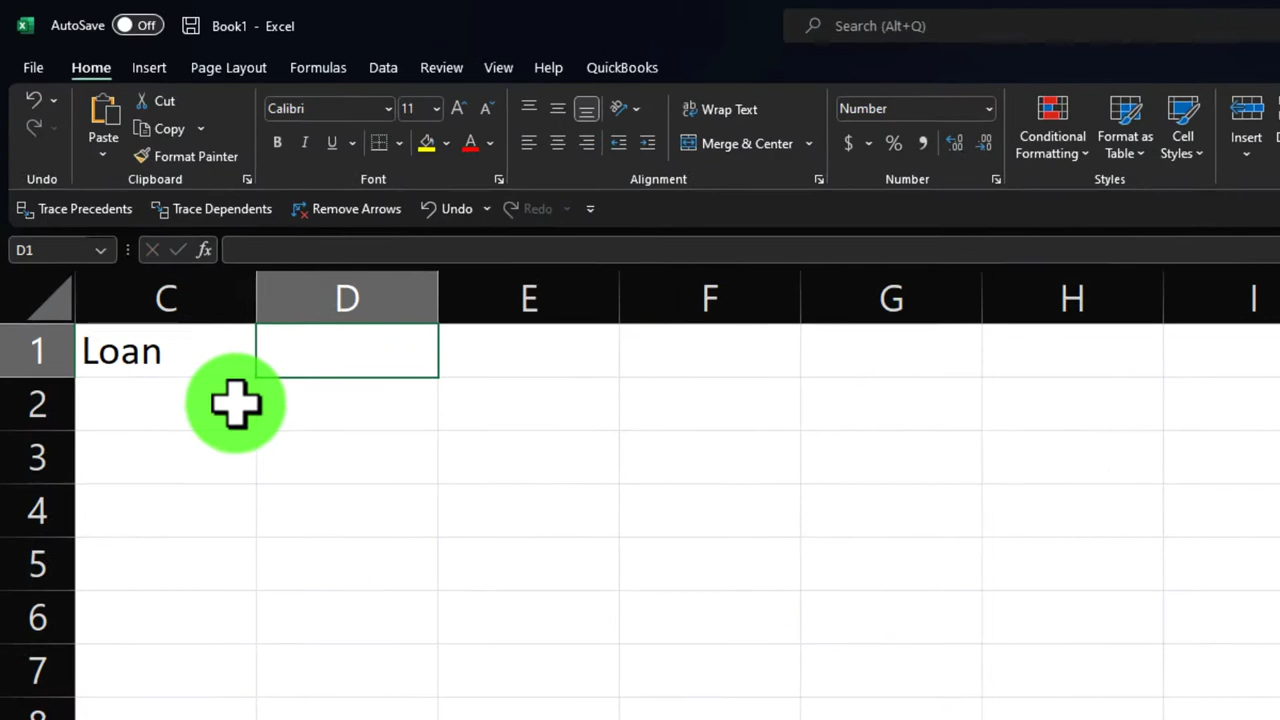 AutoSave Off Book1 - Excel Search (Alt+Q)
File Home Insert Page Layout Formulas Data Review View Help QuickBooks
Cut Calibri 11 Wrap Text Number
Paste Copy B I U A Merge & Center $ % Conditional Formatting Format as Table Cell Styles Insert
Format Painter
Undo Clipboard Font Alignment Number Styles
Trace Precedents Trace Dependents Remove Arrows Undo Redo
D1 fx
C D E F G H I
1 Loan
2
3
4
5
6
7
8